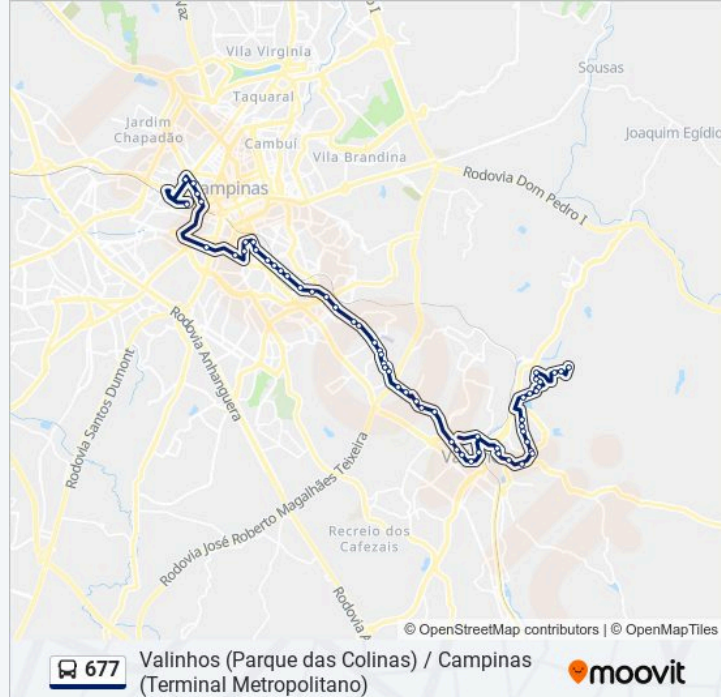 Vaz
Vila Virginia
Sousas
Taquaral
Jardim
Chapadão
Joaquim Egídio
Cambuí
Vila Brandina
Rodovia Dom Pedro I
Campinas
Rodovia Anhanguera
Rodovia Santos Dumont
Rodovia José Roberto Magalhães Teixeira
Recreio dos
Cafezais
© OpenStreetMap contributors | © OpenMapTiles
677
Valinhos (Parque das Colinas) / Campinas
(Terminal Metropolitano)
moovit